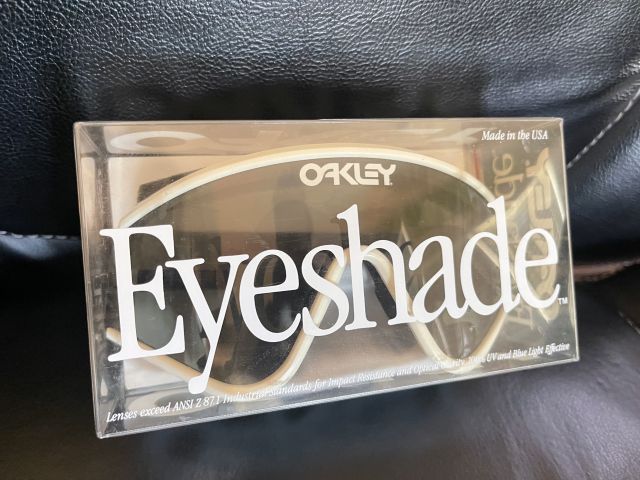 Made in the USA
OAKLEY
Eyeshade™
Lenses exceed ANSI Z 87.1 Industrial standards for Impact Resistance and Optical clarity. 100% UV and Blue Light Effective